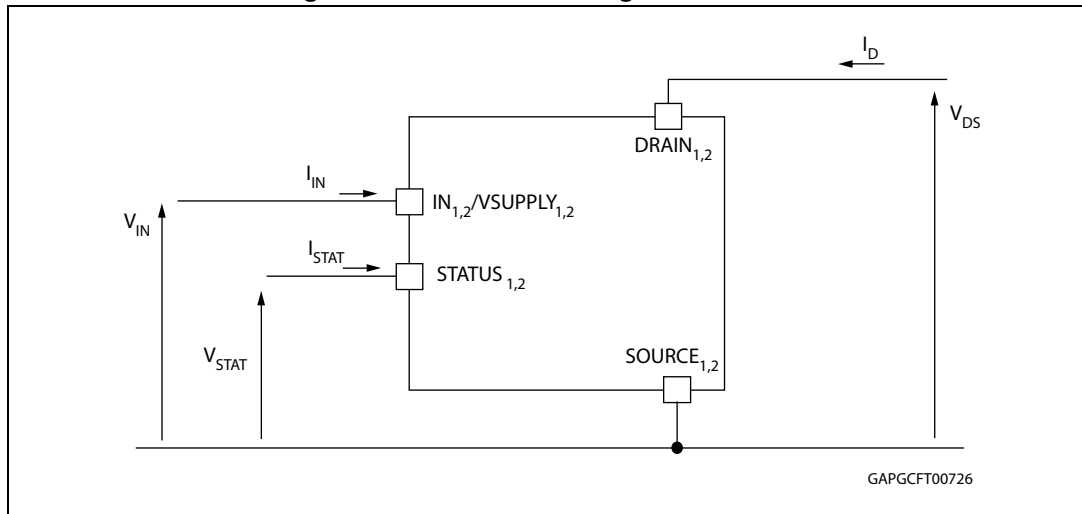 I_D
V_DS
DRAIN_1,2
I_IN
IN_1,2/VSUPPLY_1,2
V_IN
I_STAT
STATUS_1,2
V_STAT
SOURCE_1,2
GAPGCFT00726